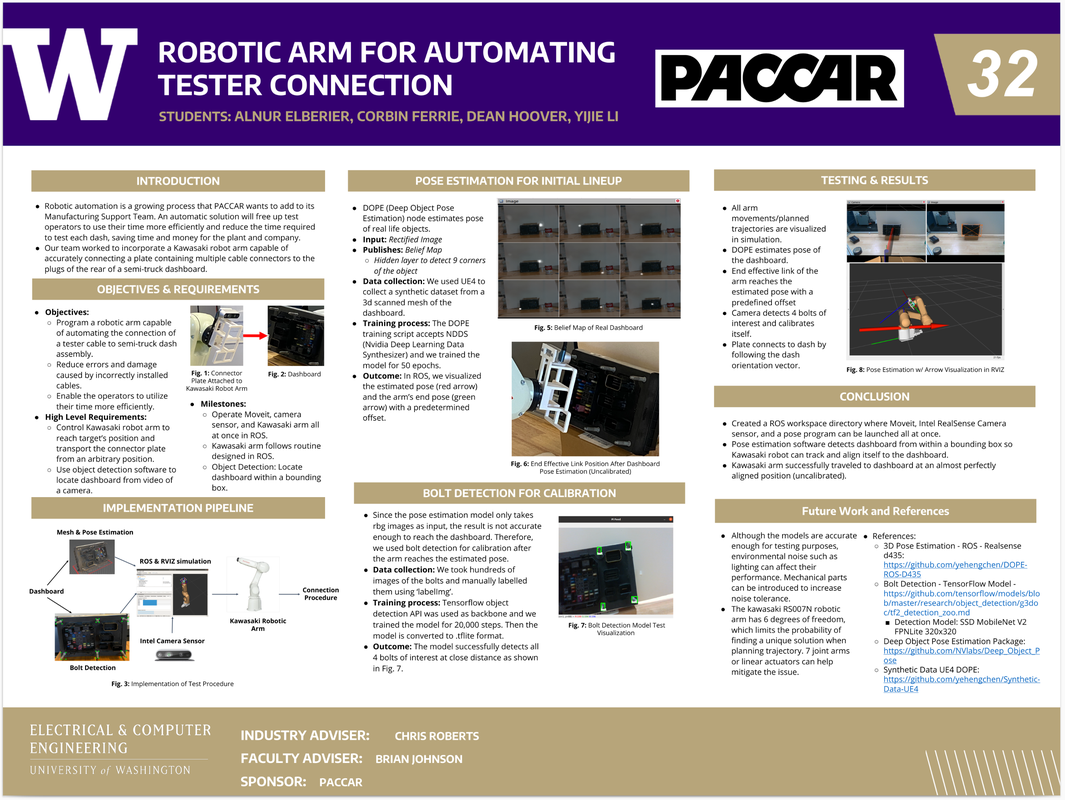 W
ROBOTIC ARM FOR AUTOMATING
TESTER CONNECTION
STUDENTS: ALNUR ELBERIER, CORBIN FERRIE, DEAN HOOVER, YIJIE LI
PACCAR
32
INTRODUCTION
● Robotic automation is a growing process that PACCAR wants to add to its
Manufacturing Support Team. An automatic solution will free up test
operators to use their time more efficiently and reduce the time required
to test each dash, saving time and money for the plant and company.
● Our team worked to incorporate a Kawasaki robot arm capable of
accurately connecting a plate containing multiple cable connectors to the
plugs of the rear of a semi-truck dashboard.
OBJECTIVES & REQUIREMENTS
● Objectives:
○ Program a robotic arm capable
of automating the connection of
a tester cable to semi-truck dash
assembly.
○ Reduce errors and damage
caused by incorrectly installed
cables.
○ Enable the operators to utilize
their time more efficiently.
● High Level Requirements:
○ Control Kawasaki robot arm to
reach target's position and
transport the connector plate
from an arbitrary position.
○ Use object detection software to
locate dashboard from video of
a camera.
Fig. 1: Connector
Plate Attached to
Kawasaki Robot Arm
Fig. 2: Dashboard
● Milestones:
○ Operate Moveit, camera
sensor, and Kawasaki arm all
at once in ROS.
○ Kawasaki arm follows routine
designed in ROS.
○ Object Detection: Locate
dashboard within a bounding
box.
IMPLEMENTATION PIPELINE
Mesh & Pose Estimation
ROS & RVIZ simulation
Dashboard
Connection
Procedure
Kawasaki Robotic
Arm
Intel Camera Sensor
Bolt Detection
Fig. 3: Implementation of Test Procedure
POSE ESTIMATION FOR INITIAL LINEUP
● DOPE (Deep Object Pose
Estimation) node estimates pose
of real life objects.
● Input: Rectified Image
● Publishes: Belief Map
○ Hidden layer to detect 9 corners
of the object
● Data collection: We used UE4 to
collect a synthetic dataset from a
3d scanned mesh of the
dashboard.
● Training process: The DOPE
training script accepts NDDS
(Nvidia Deep Learning Data
Synthesizer) and we trained the
model for 50 epochs.
● Outcome: In ROS, we visualized
the estimated pose (red arrow)
and the arm's end pose (green
arrow) with a predetermined
offset.
Image
Fig. 5: Belief Map of Real Dashboard
Fig. 6: End Effective Link Position After Dashboard
Pose Estimation (Uncalibrated)
BOLT DETECTION FOR CALIBRATION
● Since the pose estimation model only takes
rbg images as input, the result is not accurate
enough to reach the dashboard. Therefore,
we used bolt detection for calibration after
the arm reaches the estimated pose.
● Data collection: We took hundreds of
images of the bolts and manually labelled
them using 'labelImg'.
● Training process: Tensorflow object
detection API was used as backbone and we
trained the model for 20,000 steps. Then the
model is converted to .tflite format.
● Outcome: The model successfully detects all
4 bolts of interest at close distance as shown
in Fig. 7.
Fig. 7: Bolt Detection Model Test
Visualization
TESTING & RESULTS
● All arm
movements/planned
trajectories are visualized
in simulation.
● DOPE estimates pose of
the dashboard.
● End effective link of the
arm reaches the
estimated pose with a
predefined offset
● Camera detects 4 bolts of
interest and calibrates
itself.
● Plate connects to dash by
following the dash
orientation vector.
Fig. 8: Pose Estimation w/ Arrow Visualization in RVIZ
CONCLUSION
● Created a ROS workspace directory where Moveit, Intel RealSense Camera
sensor, and a pose program can be launched all at once.
● Pose estimation software detects dashboard from within a bounding box so
Kawasaki robot can track and align itself to the dashboard.
● Kawasaki arm successfully traveled to dashboard at an almost perfectly
aligned position (uncalibrated).
Future Work and References
● Although the models are accurate
enough for testing purposes,
environmental noise such as
lighting can affect their
performance. Mechanical parts
can be introduced to increase
noise tolerance.
● The kawasaki RS007N robotic
arm has 6 degrees of freedom,
which limits the probability of
finding a unique solution when
planning trajectory. 7 joint arms
or linear actuators can help
mitigate the issue.
● References:
○ 3D Pose Estimation - ROS - Realsense
d435:
https://github.com/yehengchen/DOPE-
ROS-D435
○ Bolt Detection - TensorFlow Model -
https://github.com/tensorflow/models/blo
b/master/research/object_detection/g3do
c/tf2_detection_zoo.md
■ Detection Model: SSD MobileNet V2
FPNLite 320x320
○ Deep Object Pose Estimation Package:
https://github.com/NVlabs/Deep_Object_P
ose
○ Synthetic Data UE4 DOPE:
https://github.com/yehengchen/Synthetic-
Data-UE4
ELECTRICAL & COMPUTER
ENGINEERING
UNIVERSITY of WASHINGTON
INDUSTRY ADVISER: CHRIS ROBERTS
FACULTY ADVISER: BRIAN JOHNSON
SPONSOR: PACCAR